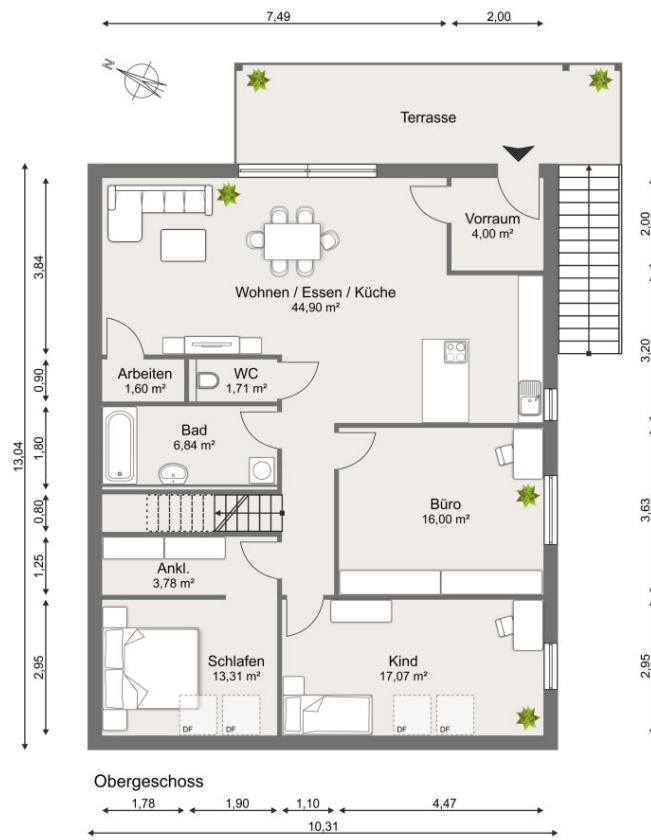 7,49
2,00
N
Terrasse
Vorraum
4,00 m²
2,00
3,84
Wohnen / Essen / Küche
44,90 m²
3,20
Arbeiten
1,60 m²
WC
1,71 m²
0,90
Bad
6,84 m²
1,80
13,04
Büro
16,00 m²
3,63
0,80
Ankl.
3,78 m²
1,25
Schlafen
13,31 m²
Kind
17,07 m²
2,95
2,95
DF
DF
DF
DF
Obergeschoss
1,78
1,90
1,10
4,47
10,31